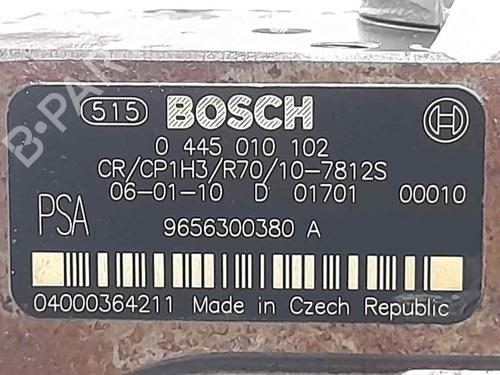 515 BOSCH
0 445 010 102
CR/CP1H3/R70/10-7812S
06-01-10 D 01701 00010
PSA 9656300380 A
04000364211 Made in Czech Republic
B-PARTS